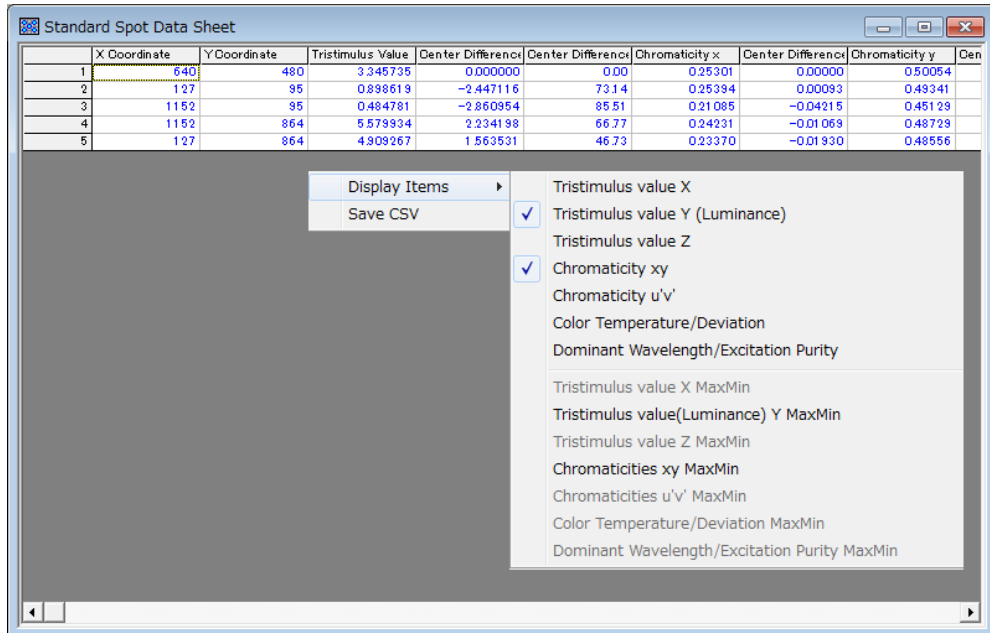 Standard Spot Data Sheet
X Coordinate Y Coordinate Tristimulus Value Center Difference Center Difference Chromaticity x Center Difference Chromaticity y Cen
1 640 480 3.345735 0.000000 0.00 0.25301 0.00000 0.50054
2 127 95 0.898619 -2.447116 73.14 0.25394 0.00093 0.49341
3 1152 95 0.484781 -2.860954 85.51 0.21085 -0.04215 0.45129
4 1152 864 5.579934 2.234198 66.77 0.24231 -0.01069 0.48729
5 127 864 4.909267 1.563531 46.73 0.23370 -0.01930 0.48556
Display Items
Save CSV
Tristimulus value X
Tristimulus value Y (Luminance)
Tristimulus value Z
Chromaticity xy
Chromaticity u'v'
Color Temperature/Deviation
Dominant Wavelength/Excitation Purity
Tristimulus value X MaxMin
Tristimulus value(Luminance) Y MaxMin
Tristimulus value Z MaxMin
Chromaticities xy MaxMin
Chromaticities u'v' MaxMin
Color Temperature/Deviation MaxMin
Dominant Wavelength/Excitation Purity MaxMin